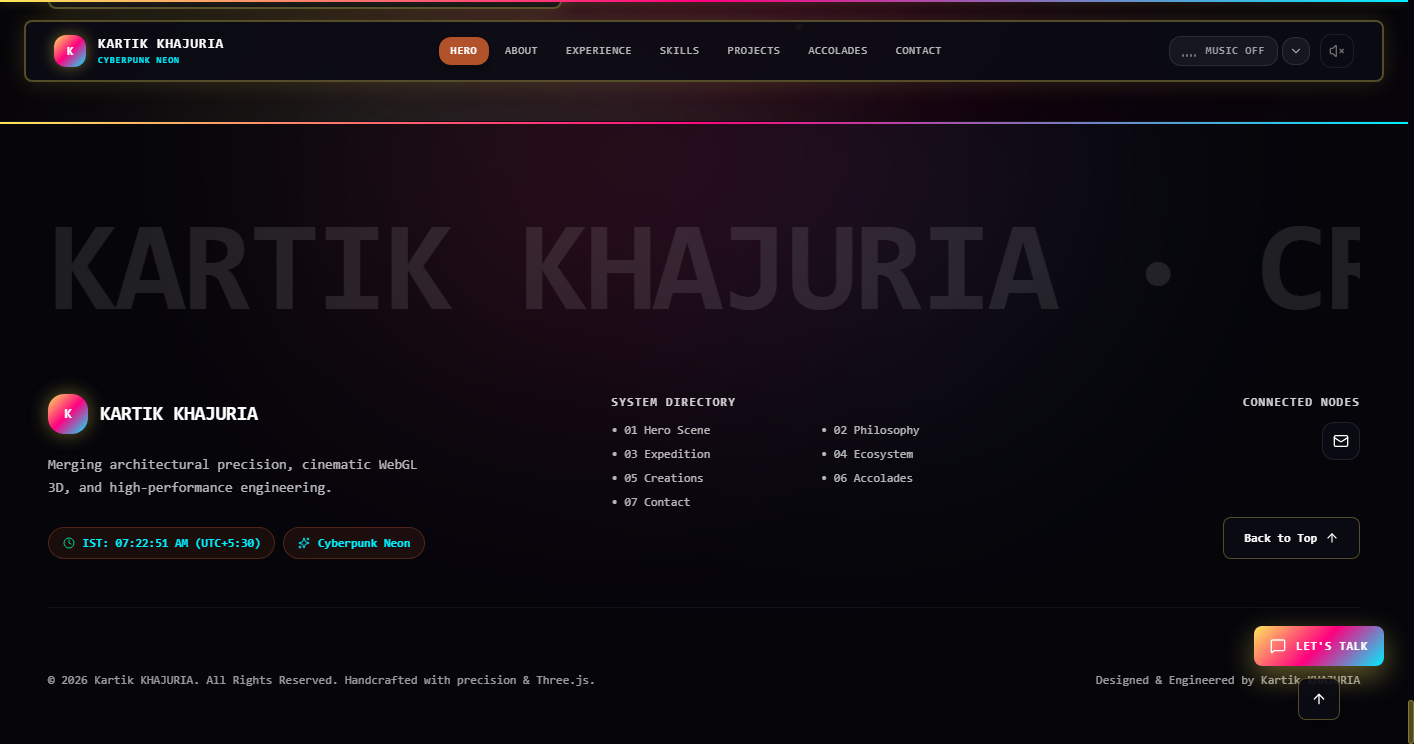 K
KARTIK KHAJURIA
CYBERPUNK NEON
HERO
ABOUT
EXPERIENCE
SKILLS
PROJECTS
ACCOLADES
CONTACT
MUSIC OFF
KARTIK KHAJURIA •
K
KARTIK KHAJURIA
Merging architectural precision, cinematic WebGL
3D, and high-performance engineering.
IST: 07:22:51 AM (UTC+5:30)
Cyberpunk Neon
SYSTEM DIRECTORY
• 01 Hero Scene
• 02 Philosophy
• 03 Expedition
• 04 Ecosystem
• 05 Creations
• 06 Accolades
• 07 Contact
CONNECTED NODES
Back to Top
LET'S TALK
© 2026 Kartik KHAJURIA. All Rights Reserved. Handcrafted with precision & Three.js.
Designed & Engineered by Kartik KHAJURIA